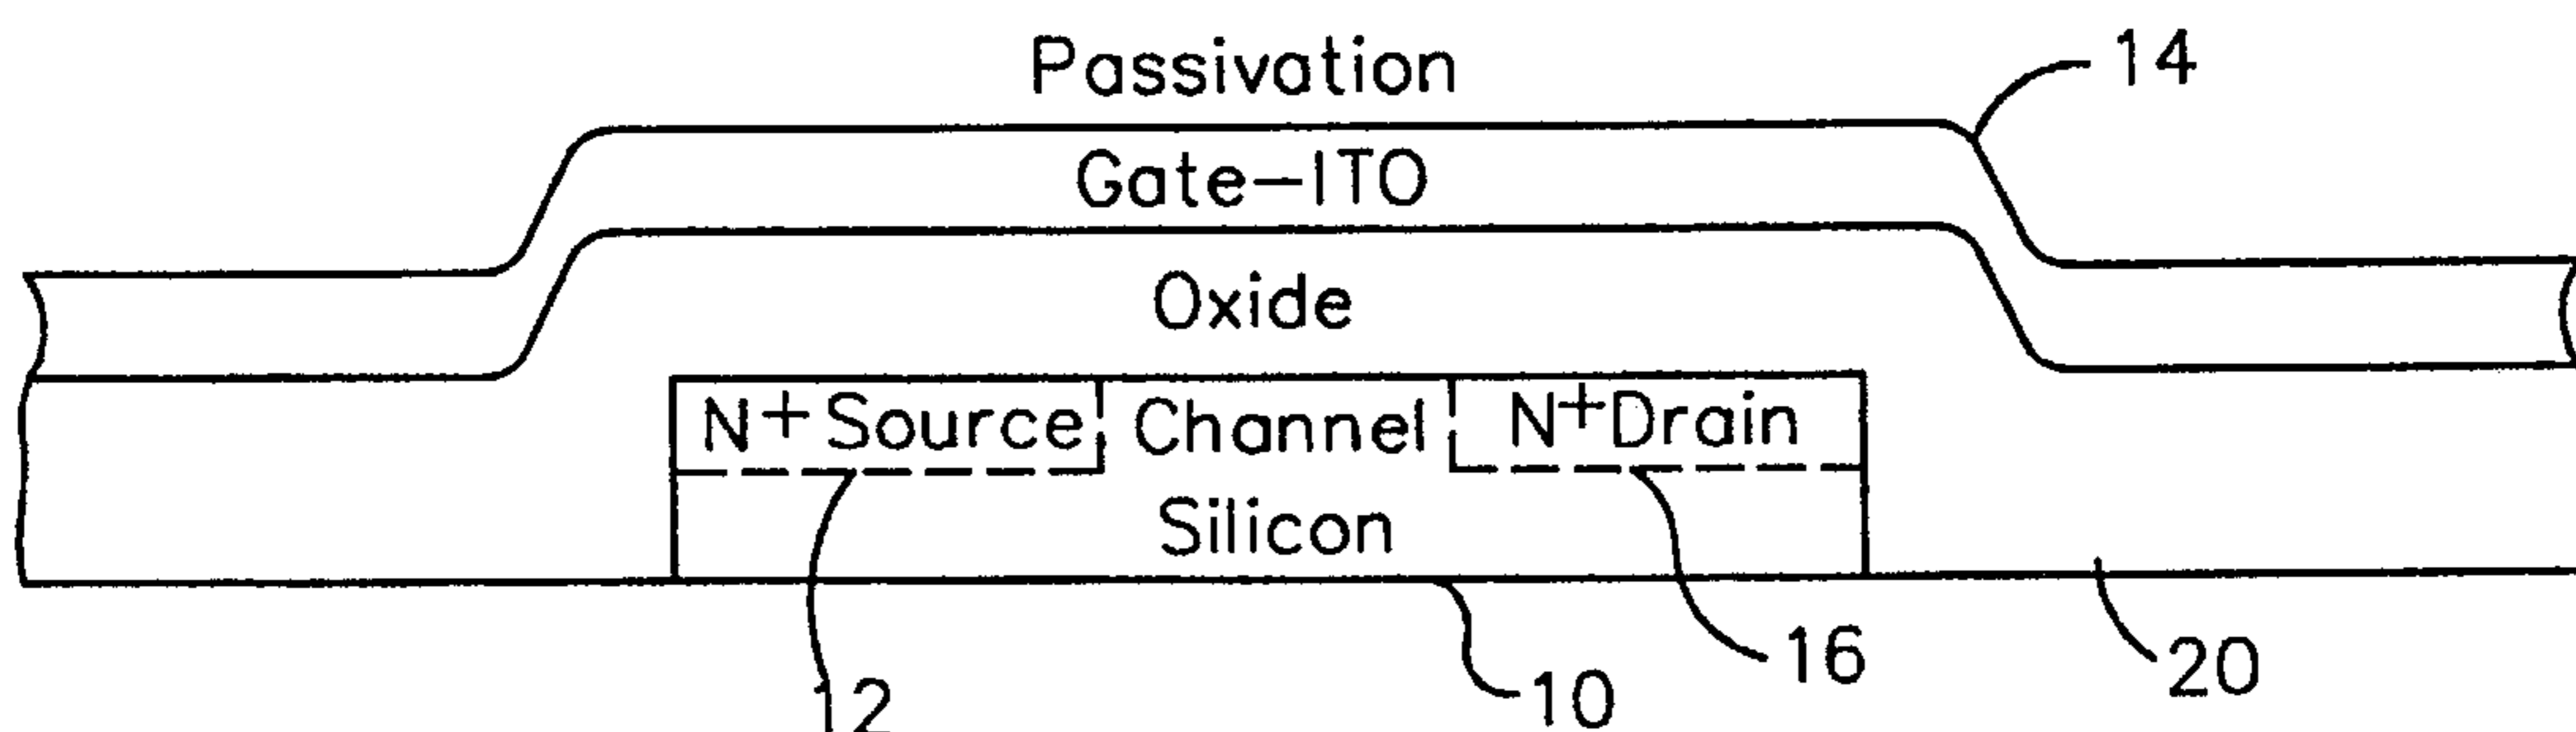 Passivation
14
Gate-ITO
Oxide
N+ Source Channel N+ Drain
Silicon
12 10 16 20